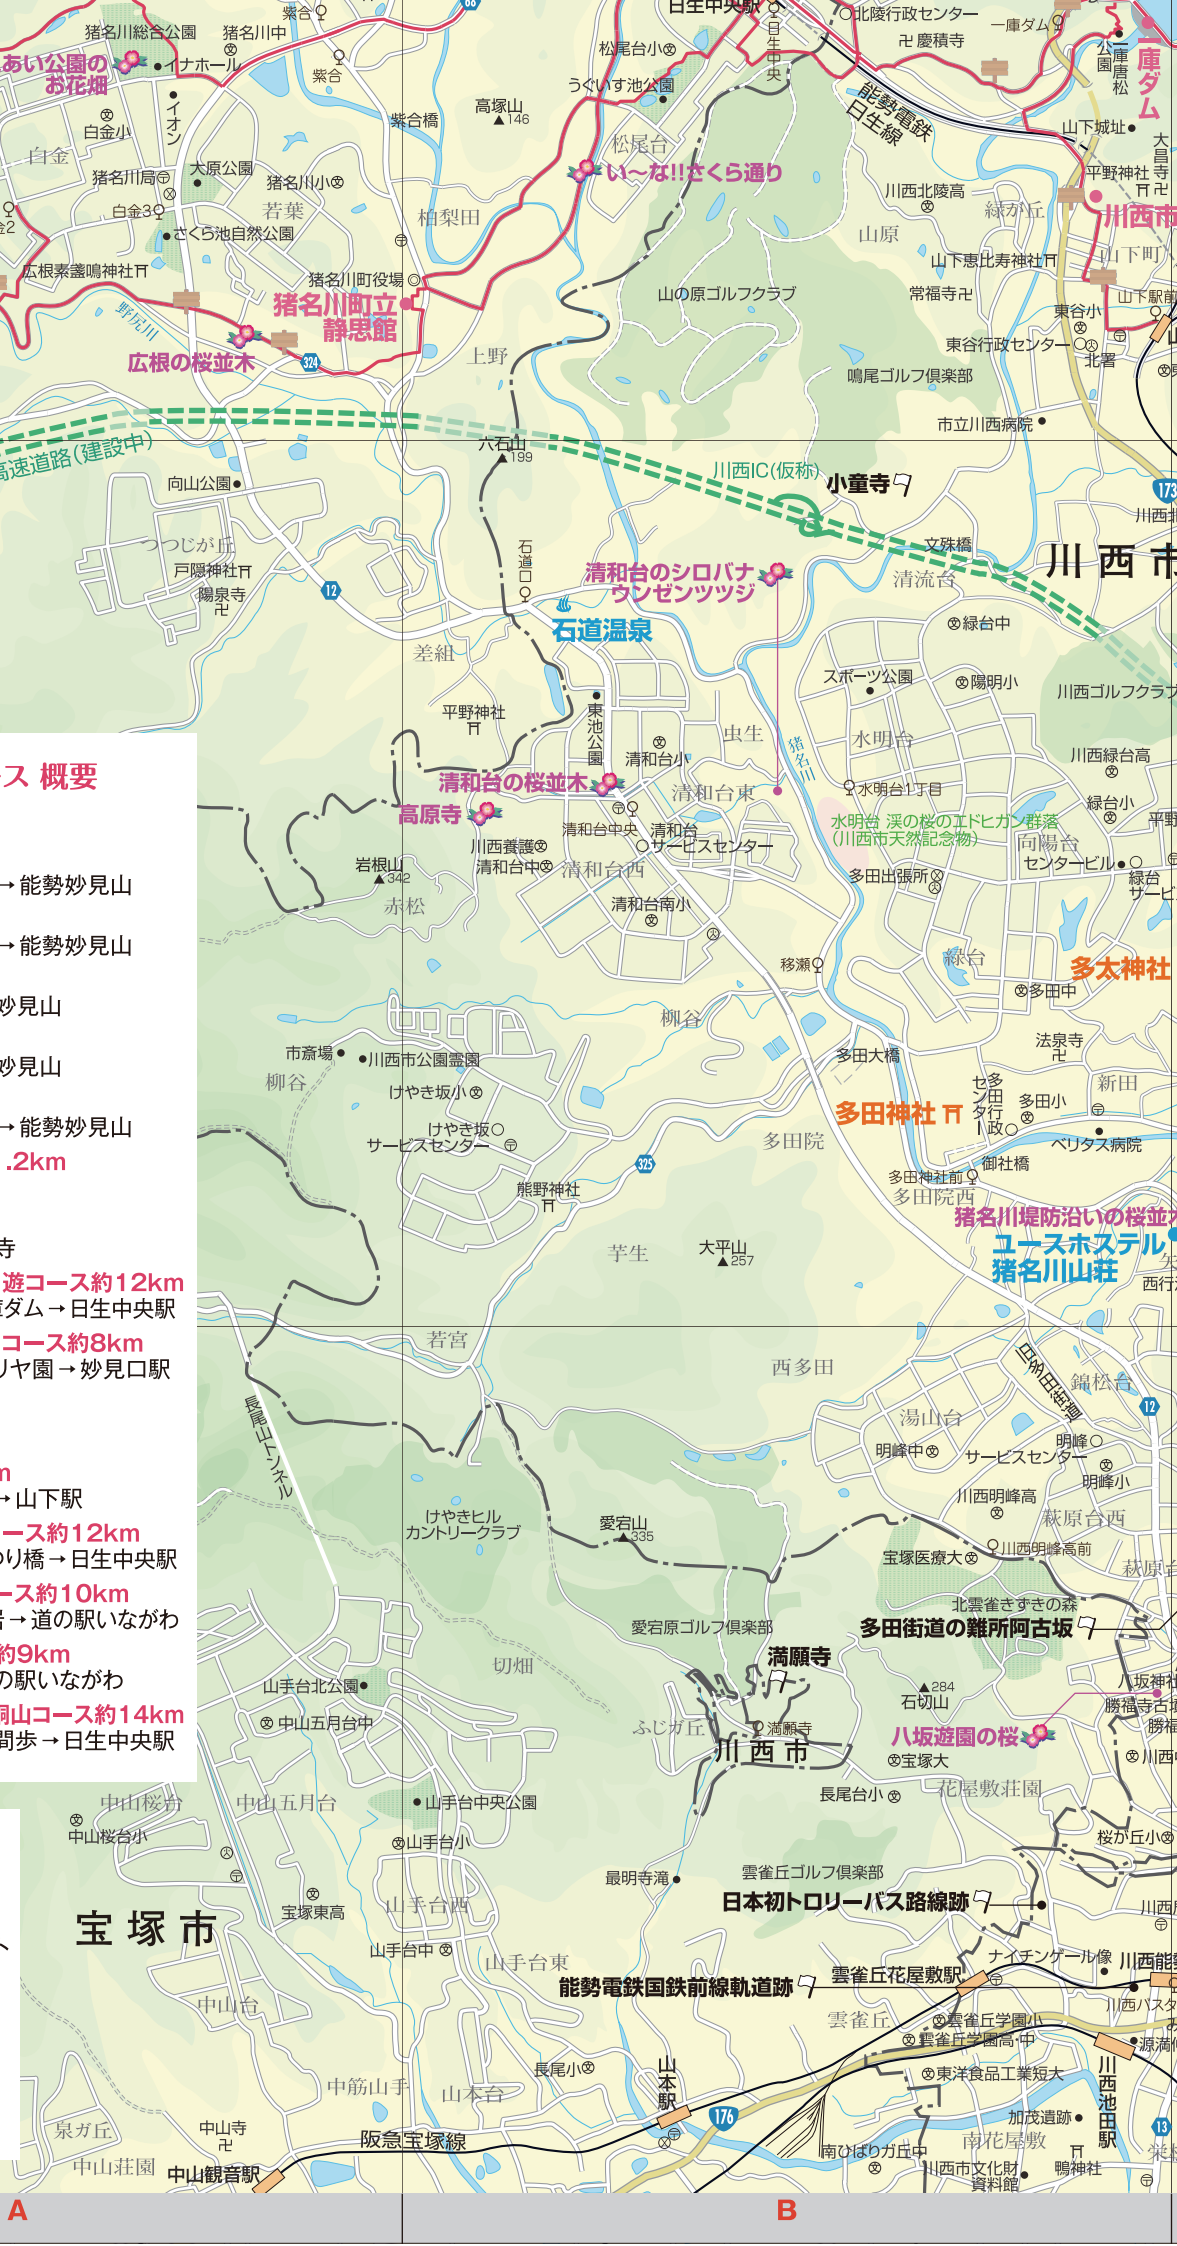 紫合
68
日生中央駅
日生中央
北陵行政センター
一庫ダム
猪名川総合公園
猪名川中
松尾台小
慶積寺
一庫公園
一庫唐松
一庫ダム
あい公園の
お花畑
イナホール
紫合
うぐいす池公園
能勢電鉄
日生線
イオン
白金小
高塚山
146
紫合橋
松尾台
山下城址
大昌寺
白金
猪名川局
大原公園
猪名川小
い〜な!!さくら通り
川西北陵高
平野神社
白金3
若葉
柏梨田
緑が丘
川西市
さくら池自然公園
山原
山下町
広根素盞鳴神社
猪名川町役場
山下恵比寿神社
野尻川
猪名川町立
静思館
山の原ゴルフクラブ
常福寺
山下駅前
東谷小
広根の桜並木
324
上野
東谷行政センター
北署
鳴尾ゴルフ倶楽部
市立川西病院
高速道路(建設中)
六石山
199
向山公園
川西IC(仮称)
小童寺
173
つつじが丘
戸隠神社
陽泉寺
石道口
清和台のシロバナ
ウンゼンツツジ
文殊橋
清流台
川西市
12
石道温泉
緑台中
差組
スポーツ公園
陽明小
川西ゴルフクラブ
平野神社
東池公園
清和台小
虫生
猪名川
水明台
川西緑台高
清和台の桜並木
清和台東
水明台1丁目
緑台小
高原寺
清和台中央
清和台
サービスセンター
水明台 渓の桜のエドヒガン群落
(川西市天然記念物)
向陽台
川西養護
清和台中
清和台西
センタービル
岩根山
342
多田出張所
緑台
赤松
清和台南小
移瀬
緑台
多太神社
多田中
柳谷
市斎場
川西市公園霊園
多田大橋
法泉寺
柳谷
けやき坂小
多田行政
センター
多田小
新田
多田神社
けやき坂
サービスセンター
多田院
ベリタス病院
325
御社橋
熊野神社
多田神社前
多田院西
猪名川堤防沿いの桜並木
芋生
大平山
257
ユースホステル
猪名川山荘
若宮
西多田
旧多田街道
錦松台
12
湯山台
長尾山トンネル
明峰中
明峰
サービスセンター
明峰小
けやきヒル
カントリークラブ
愛宕山
335
川西明峰高
萩原台西
宝塚医療大
川西明峰高前
北雲雀きずきの森
愛宕原ゴルフ倶楽部
多田街道の難所阿古坂
満願寺
切畑
八坂神社
山手台北公園
284
石切山
勝福寺古墳
中山五月台中
ふじガ丘
満願寺
八坂遊園の桜
川西市
宝塚大
長尾台小
花屋敷荘園
中山桜台
中山五月台
山手台中央公園
中山桜台小
山手台小
桜が丘小
最明寺滝
雲雀丘ゴルフ倶楽部
宝塚東高
山手台西
日本初トロリーバス路線跡
宝塚市
山手台中
山手台東
ナイチンゲール像
能勢電鉄国鉄前線軌道跡
雲雀丘花屋敷駅
中山台
雲雀丘
雲雀丘学園小
雲雀丘学園高・中
長尾小
山本駅
東洋食品工業短大
川西池田駅
中筋山手
山本台
176
加茂遺跡
13
泉ガ丘
中山寺
阪急宝塚線
南ひばりガ丘中
南花屋敷
中山荘園
中山観音駅
川西市文化財
資料館
鴨神社
ース 概要
→ 能勢妙見山
→ 能勢妙見山
妙見山
妙見山
→ 能勢妙見山
.2km
寺
遊コース約12km
庫ダム → 日生中央駅
コース約8km
リヤ園 → 妙見口駅
m
→ 山下駅
ース約12km
のり橋 → 日生中央駅
ース約10km
→ 道の駅いながわ
約9km
の駅いながわ
銅山コース約14km
間歩 → 日生中央駅
A
B